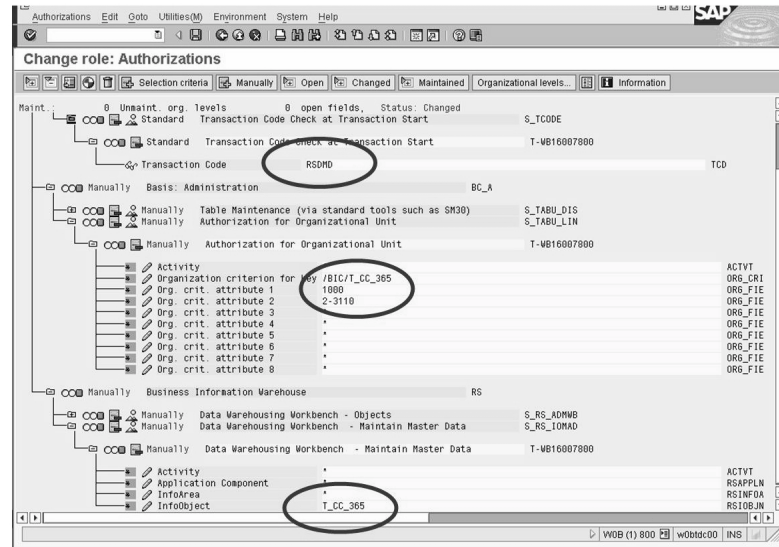 SAP
Authorizations Edit Goto Utilities(M) Environment System Help
Change role: Authorizations
Selection criteria Manually Open Changed Maintained Organizational levels... Information
Maint.: 0 Unmaint. org. levels 0 open fields, Status: Changed
Standard Transaction Code Check at Transaction Start S_TCODE
Standard Transaction Code Check at Transaction Start T-WB16007800
Transaction Code RSDMD TCD
Manually Basis: Administration BC_A
Manually Table Maintenance (via standard tools such as SM30) S_TABU_DIS
Manually Authorization for Organizational Unit S_TABU_LIN
Manually Authorization for Organizational Unit T-WB16007800
Activity * ACTVT
Organization criterion for key /BIC/T_CC_365 ORG_CRI
Org. crit. attribute 1 1000 ORG_FIE
Org. crit. attribute 2 2-3110 ORG_FIE
Org. crit. attribute 3 * ORG_FIE
Org. crit. attribute 4 * ORG_FIE
Org. crit. attribute 5 * ORG_FIE
Org. crit. attribute 6 * ORG_FIE
Org. crit. attribute 7 * ORG_FIE
Org. crit. attribute 8 * ORG_FIE
Manually Business Information Warehouse RS
Manually Data Warehousing Workbench - Objects S_RS_ADMWB
Manually Data Warehousing Workbench - Maintain Master Data S_RS_IOMAD
Manually Data Warehousing Workbench - Maintain Master Data T-WB16007800
Activity * ACTVT
Application Component * RSAPPLN
InfoArea * RSINFOA
InfoObject T_CC_365 RSIOBJN
W0B (1) 800 w0btdc00 INS